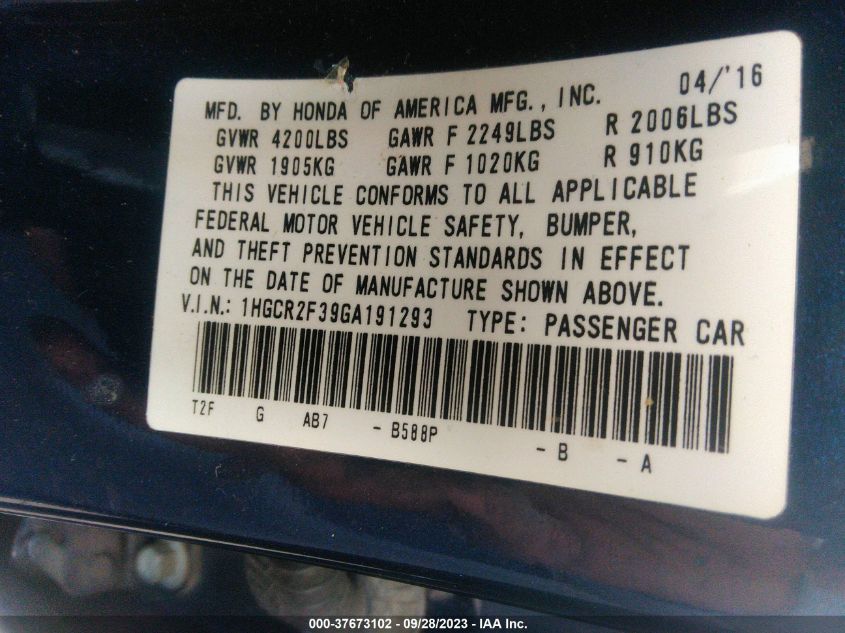 04/'16
MFD. BY HONDA OF AMERICA MFG., INC.
GVWR 4200LBS GAWR F 2249LBS R 2006LBS
GVWR 1905KG GAWR F 1020KG R 910KG
THIS VEHICLE CONFORMS TO ALL APPLICABLE
FEDERAL MOTOR VEHICLE SAFETY, BUMPER,
AND THEFT PREVENTION STANDARDS IN EFFECT
ON THE DATE OF MANUFACTURE SHOWN ABOVE.
V.I.N.: 1HGCR2F39GA191293 TYPE: PASSENGER CAR
T2F G AB7 - B588P - B - A
000-37673102 - 09/28/2023 - IAA Inc.